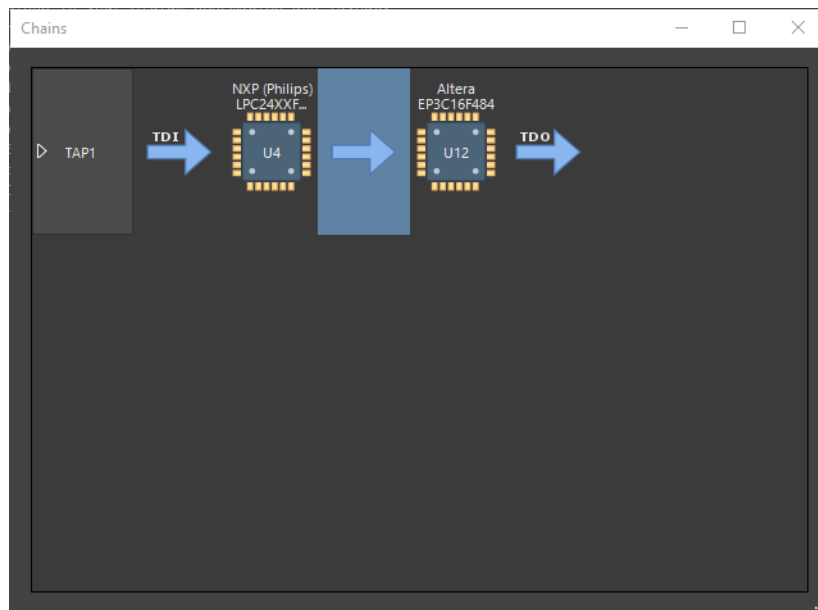 Chains
TAP1
TDI
NXP (Philips)
LPC24XXF...
U4
Altera
EP3C16F484
U12
TDO